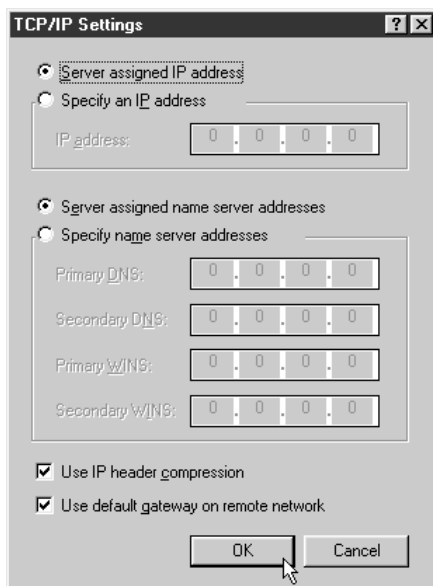 TCP/IP Settings ? X
Server assigned IP address
Specify an IP address
IP address: 0 . 0 . 0 . 0
Server assigned name server addresses
Specify name server addresses
Primary DNS: 0 . 0 . 0 . 0
Secondary DNS: 0 . 0 . 0 . 0
Primary WINS: 0 . 0 . 0 . 0
Secondary WINS: 0 . 0 . 0 . 0
Use IP header compression
Use default gateway on remote network
OK Cancel